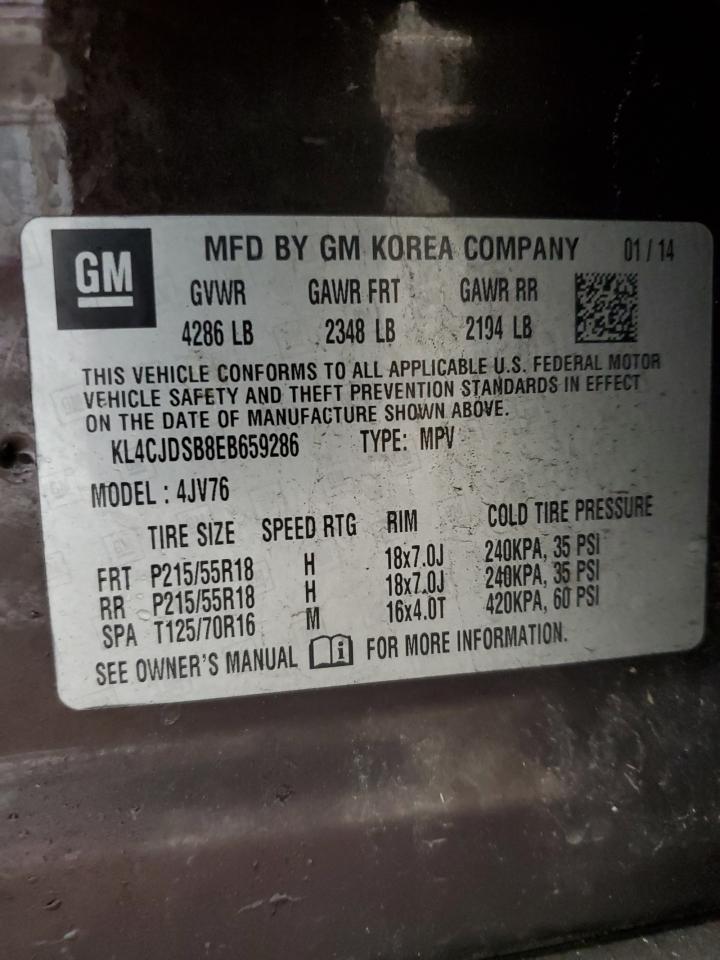 GM MFD BY GM KOREA COMPANY 01 / 14
GVWR GAWR FRT GAWR RR
4286 LB 2348 LB 2194 LB
THIS VEHICLE CONFORMS TO ALL APPLICABLE U.S. FEDERAL MOTOR
VEHICLE SAFETY AND THEFT PREVENTION STANDARDS IN EFFECT
ON THE DATE OF MANUFACTURE SHOWN ABOVE.
KL4CJDSB8EB659286 TYPE: MPV
MODEL : 4JV76
TIRE SIZE SPEED RTG RIM COLD TIRE PRESSURE
FRT P215/55R18 H 18x7.0J 240KPA, 35 PSI
RR P215/55R18 H 18x7.0J 240KPA, 35 PSI
SPA T125/70R16 M 16x4.0T 420KPA, 60 PSI
SEE OWNER'S MANUAL i FOR MORE INFORMATION.